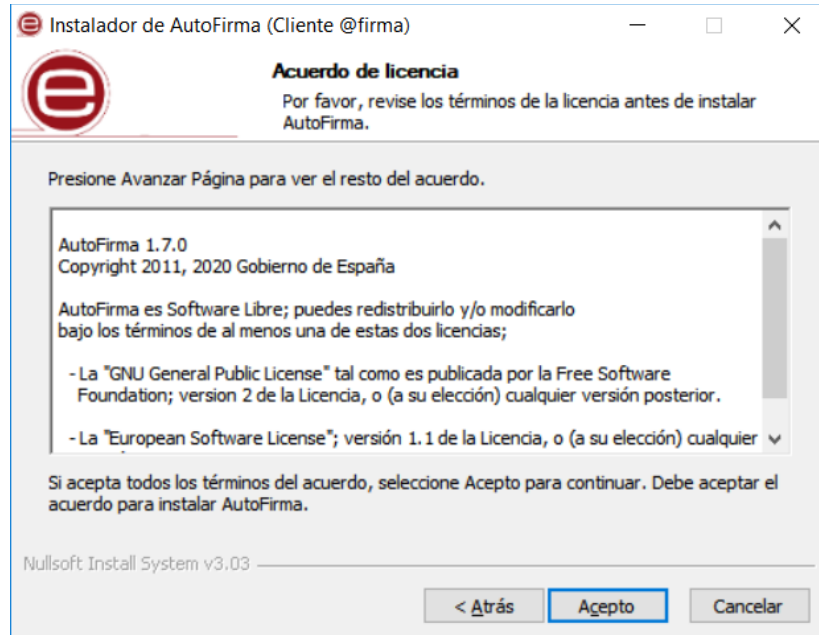 Instalador de AutoFirma (Cliente @firma)
Acuerdo de licencia
Por favor, revise los términos de la licencia antes de instalar
AutoFirma.
Presione Avanzar Página para ver el resto del acuerdo.
AutoFirma 1.7.0
Copyright 2011, 2020 Gobierno de España
AutoFirma es Software Libre; puedes redistribuirlo y/o modificarlo
bajo los términos de al menos una de estas dos licencias;
- La "GNU General Public License" tal como es publicada por la Free Software
Foundation; version 2 de la Licencia, o (a su elección) cualquier versión posterior.
- La "European Software License"; versión 1.1 de la Licencia, o (a su elección) cualquier
Si acepta todos los términos del acuerdo, seleccione Acepto para continuar. Debe aceptar el
acuerdo para instalar AutoFirma.
Nullsoft Install System v3.03
< Atrás Acepto Cancelar